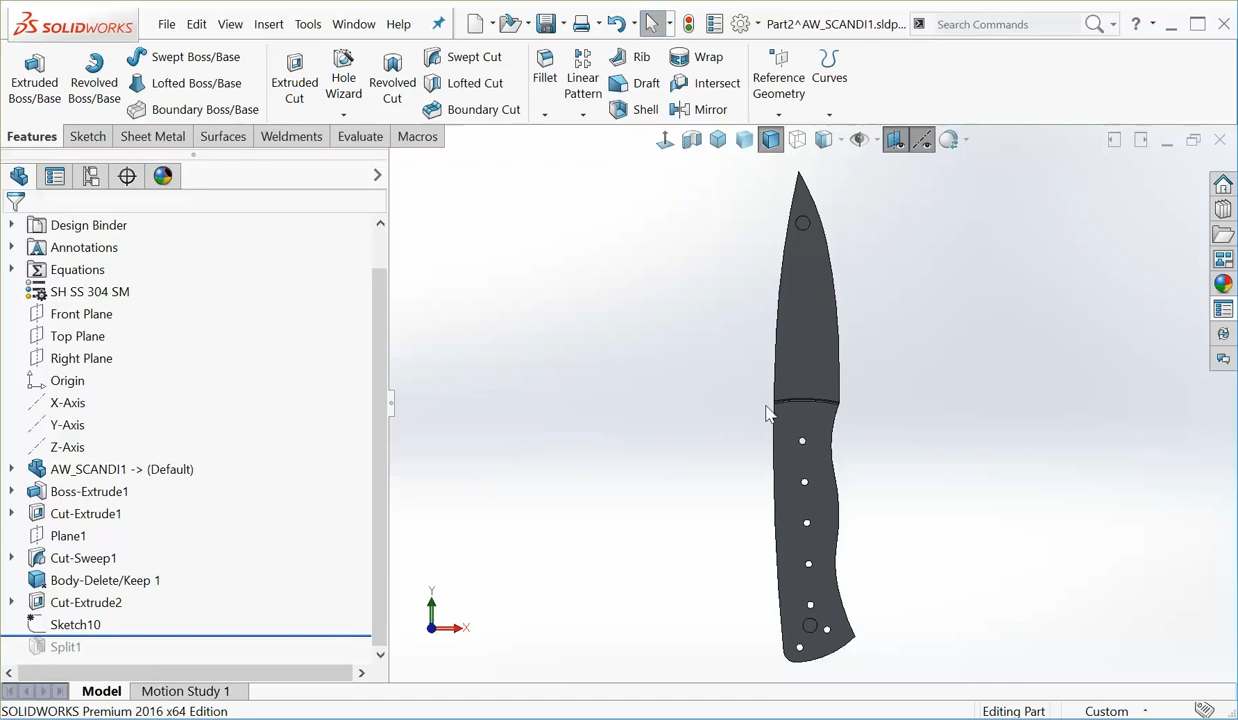 SOLIDWORKS File Edit View Insert Tools Window Help Part2^AW_SCANDI1.sldp... Search Commands ?
Extruded Boss/Base Revolved Boss/Base Swept Boss/Base Lofted Boss/Base Boundary Boss/Base Extruded Cut Hole Wizard Revolved Cut Swept Cut Lofted Cut Boundary Cut Fillet Linear Pattern Rib Draft Shell Wrap Intersect Mirror Reference Geometry Curves
Features Sketch Sheet Metal Surfaces Weldments Evaluate Macros
Design Binder
Annotations
Equations
SH SS 304 SM
Front Plane
Top Plane
Right Plane
Origin
X-Axis
Y-Axis
Z-Axis
AW_SCANDI1 -> (Default)
Boss-Extrude1
Cut-Extrude1
Plane1
Cut-Sweep1
Body-Delete/Keep 1
Cut-Extrude2
Sketch10
Split1
Y
X
Model Motion Study 1
SOLIDWORKS Premium 2016 x64 Edition Editing Part Custom